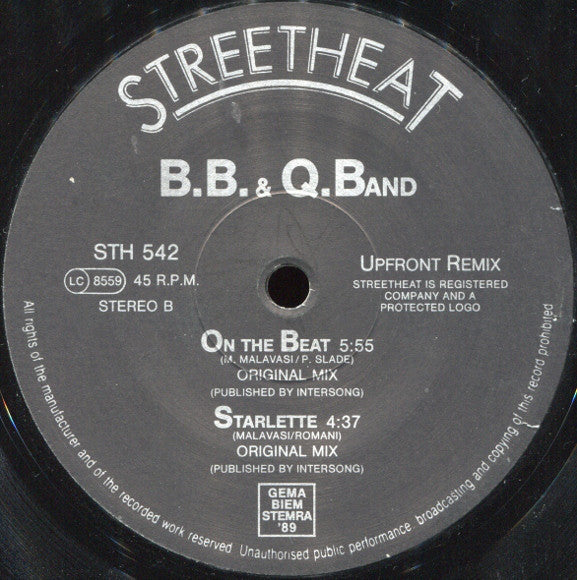 STREETHEAT
B.B. & Q.BAND
STH 542
LC 8559 45 R.P.M.
STEREO B
UPFRONT REMIX
STREETHEAT IS REGISTERED
COMPANY AND A
PROTECTED LOGO
ON THE BEAT 5:55
(M. MALAVASI/P. SLADE)
ORIGINAL MIX
(PUBLISHED BY INTERSONG)
STARLETTE 4:37
(MALAVASI/ROMANI)
ORIGINAL MIX
(PUBLISHED BY INTERSONG)
GEMA
BIEM
STEMRA
'89
All rights of the manufacturer and of the recorded work reserved. Unauthorised public performance, broadcasting and copying of this record prohibited